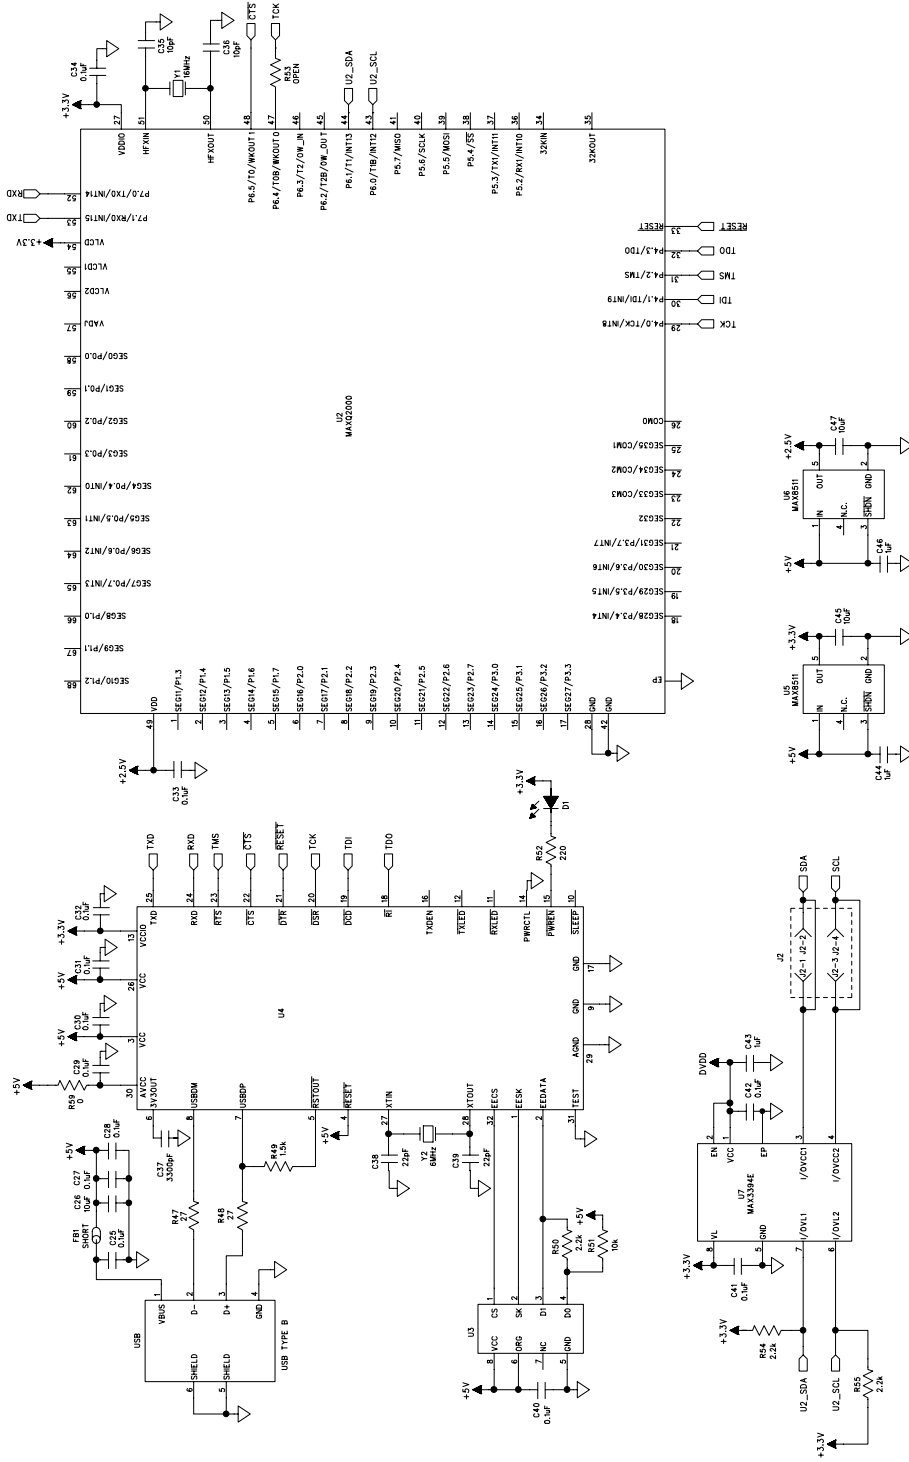 C34
0.1uF
+3.3V
C35
10pF
Y1
16MHz
C36
10pF
CTS
TCK
R53
OPEN
U2_SDA
U2_SCL
27
51
50
48
47
46
45
44
43
41
40
39
38
37
36
34
35
VDDIO
HFXIN
HFXOUT
P6.5/T0/WKOUT1
P6.4/T0B/WKOUT0
P6.3/T2/OW_IN
P6.2/T2B/OW_OUT
P6.1/T1/INT13
P6.0/T1B/INT12
P5.7/MISO
P5.6/SCLK
P5.5/MOSI
P5.4/SS
P5.3/TX1/INT11
P5.2/RX1/INT10
32KIN
32KOUT
RXD
52
P7.0/TX0/INT14
TXD
53
P7.1/RX0/INT15
+3.3V
54
VLCD
55
VLCD1
56
VLCD2
57
VADJ
58
SEG0/P0.0
59
SEG1/P0.1
60
SEG2/P0.2
61
SEG3/P0.3
62
SEG4/P0.4/INT0
63
SEG5/P0.5/INT1
64
SEG6/P0.6/INT2
65
SEG7/P0.7/INT3
66
SEG8/P1.0
67
SEG9/P1.1
68
SEG10/P1.2
U2
MAXQ2000
RESET
33
RESET
P4.3/TDO
32
TDO
P4.2/TMS
31
TMS
P4.1/TDI/INT9
30
TDI
P4.0/TCK/INT8
29
TCK
COM0
26
SEG35/COM1
25
SEG34/COM2
24
SEG33/COM3
23
SEG32
22
SEG31/P3.7/INT7
21
SEG30/P3.6/INT6
20
SEG29/P3.5/INT5
19
SEG28/P3.4/INT4
18
EP
VDD
SEG11/P1.3
SEG12/P1.4
SEG13/P1.5
SEG14/P1.6
SEG15/P1.7
SEG16/P2.0
SEG17/P2.1
SEG18/P2.2
SEG19/P2.3
SEG20/P2.4
SEG21/P2.5
SEG22/P2.6
SEG23/P2.7
SEG24/P3.0
SEG25/P3.1
SEG26/P3.2
SEG27/P3.3
GND
GND
49
1
2
3
4
5
6
7
8
9
10
11
12
13
14
15
16
17
28
42
+2.5V
C33
0.1uF
+2.5V
C47
10uF
5
2
OUT
GND
U6
MAX8511
IN
N.C.
SHDN
1
4
3
+5V
C46
1uF
+3.3V
C45
10uF
5
2
OUT
GND
U5
MAX8511
IN
N.C.
SHDN
1
4
3
+5V
C44
1uF
+3.3V
D1
R52
220
TXD
RXD
TMS
CTS
RESET
TCK
TDI
TDO
25
24
23
22
21
20
19
18
16
12
11
14
15
10
TXD
RXD
RTS
CTS
DTR
DSR
DCD
RI
TXDEN
TXLED
RXLED
PWRCTL
PWREN
SLEEP
C32
0.1uF
+3.3V
13
VCCIO
C31
0.1uF
+5V
26
VCC
C30
0.1uF
+5V
3
VCC
C29
0.1uF
+5V
R59
0
30
AVCC
U4
GND
17
GND
9
AGND
29
3V3OUT
USBDM
USBDP
RSTOUT
RESET
XTIN
XTOUT
EECS
EESK
EEDATA
TEST
6
8
7
5
4
27
28
32
1
2
31
C37
3300pF
+5V
R49
1.5k
C38
22pF
Y2
6MHz
C39
22pF
+5V
C28
0.1uF
C27
0.1uF
C26
10uF
FB1
SHORT
C25
0.1uF
R47
27
R48
27
1
2
3
4
VBUS
D-
D+
GND
USB
SHIELD
SHIELD
6
5
USB TYPE B
R50
2.2k
+5V
R51
10k
1
2
3
4
CS
SK
DI
DO
U3
VCC
ORG
NC
GND
8
6
7
5
+5V
C40
0.1uF
SDA
SCL
J2
J2-1
J2-2
J2-3
J2-4
DVDD
C43
1uF
C42
0.1uF
2
1
3
4
EN
VCC
EP
I/OVCC1
I/OVCC2
U7
MAX3394E
VL
GND
I/OVL1
I/OVL2
8
5
7
6
+3.3V
C41
0.1uF
+3.3V
R54
2.2k
U2_SDA
U2_SCL
R55
2.2k
+3.3V